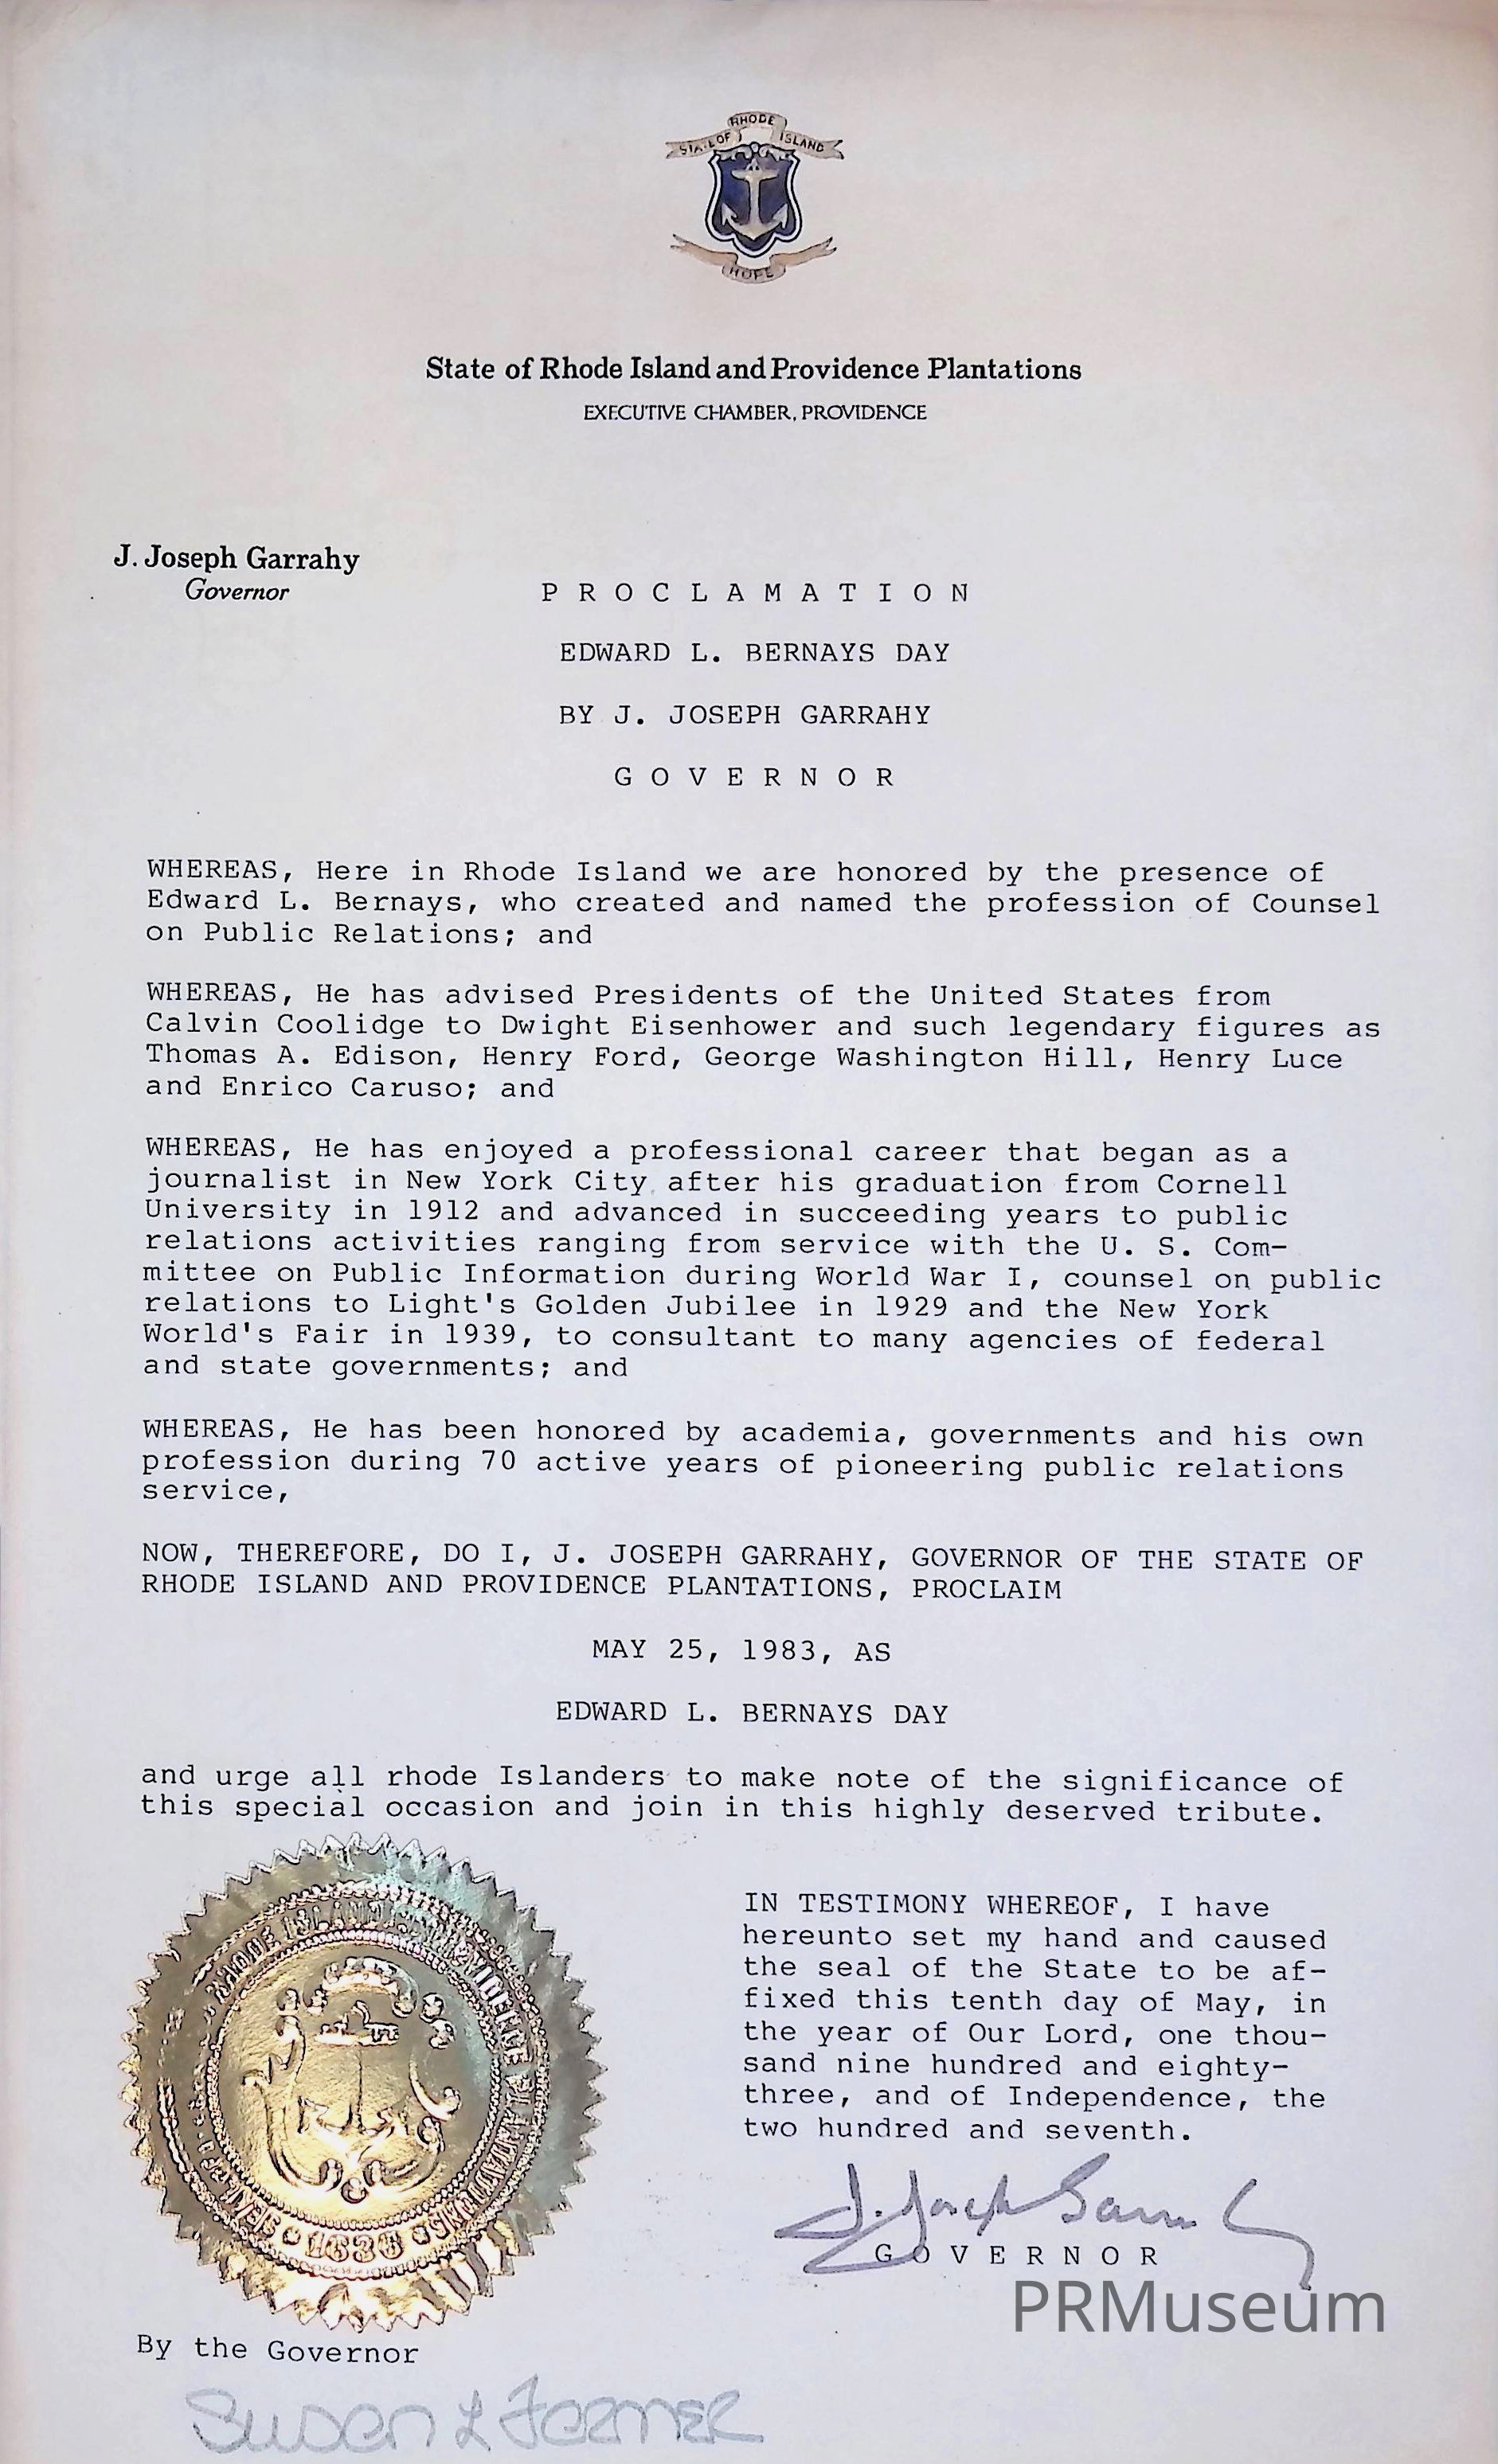 RHODE
STATE OF ISLAND
HOPE
State of Rhode Island and Providence Plantations
EXECUTIVE CHAMBER, PROVIDENCE
J. Joseph Garrahy
Governor
P R O C L A M A T I O N
EDWARD L. BERNAYS DAY
BY J. JOSEPH GARRAHY
G O V E R N O R
WHEREAS, Here in Rhode Island we are honored by the presence of
Edward L. Bernays, who created and named the profession of Counsel
on Public Relations; and
WHEREAS, He has advised Presidents of the United States from
Calvin Coolidge to Dwight Eisenhower and such legendary figures as
Thomas A. Edison, Henry Ford, George Washington Hill, Henry Luce
and Enrico Caruso; and
WHEREAS, He has enjoyed a professional career that began as a
journalist in New York City after his graduation from Cornell
University in 1912 and advanced in succeeding years to public
relations activities ranging from service with the U. S. Com-
mittee on Public Information during World War I, counsel on public
relations to Light's Golden Jubilee in 1929 and the New York
World's Fair in 1939, to consultant to many agencies of federal
and state governments; and
WHEREAS, He has been honored by academia, governments and his own
profession during 70 active years of pioneering public relations
service,
NOW, THEREFORE, DO I, J. JOSEPH GARRAHY, GOVERNOR OF THE STATE OF
RHODE ISLAND AND PROVIDENCE PLANTATIONS, PROCLAIM
MAY 25, 1983, AS
EDWARD L. BERNAYS DAY
and urge all rhode Islanders to make note of the significance of
this special occasion and join in this highly deserved tribute.
IN TESTIMONY WHEREOF, I have
hereunto set my hand and caused
the seal of the State to be af-
fixed this tenth day of May, in
the year of Our Lord, one thou-
sand nine hundred and eighty-
three, and of Independence, the
two hundred and seventh.
RHODE ISLAND PROVIDENCE PLANTATIONS
1636
J. Joseph Garrahy
G O V E R N O R
PRMuseum
By the Governor
Susan L